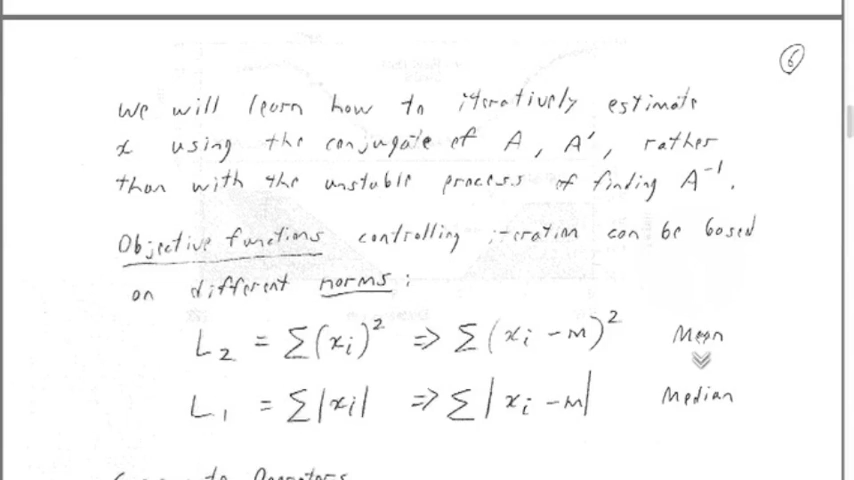 6
We will learn how to iteratively estimate
x using the conjugate of A, A', rather
than with the unstable process of finding A⁻¹.
Objective functions controlling iteration can be based
on different norms:
L₂ = Σ(xᵢ)² => Σ(xᵢ - m)² Mean
L₁ = Σ|xᵢ| => Σ|xᵢ - m| Median
Operators